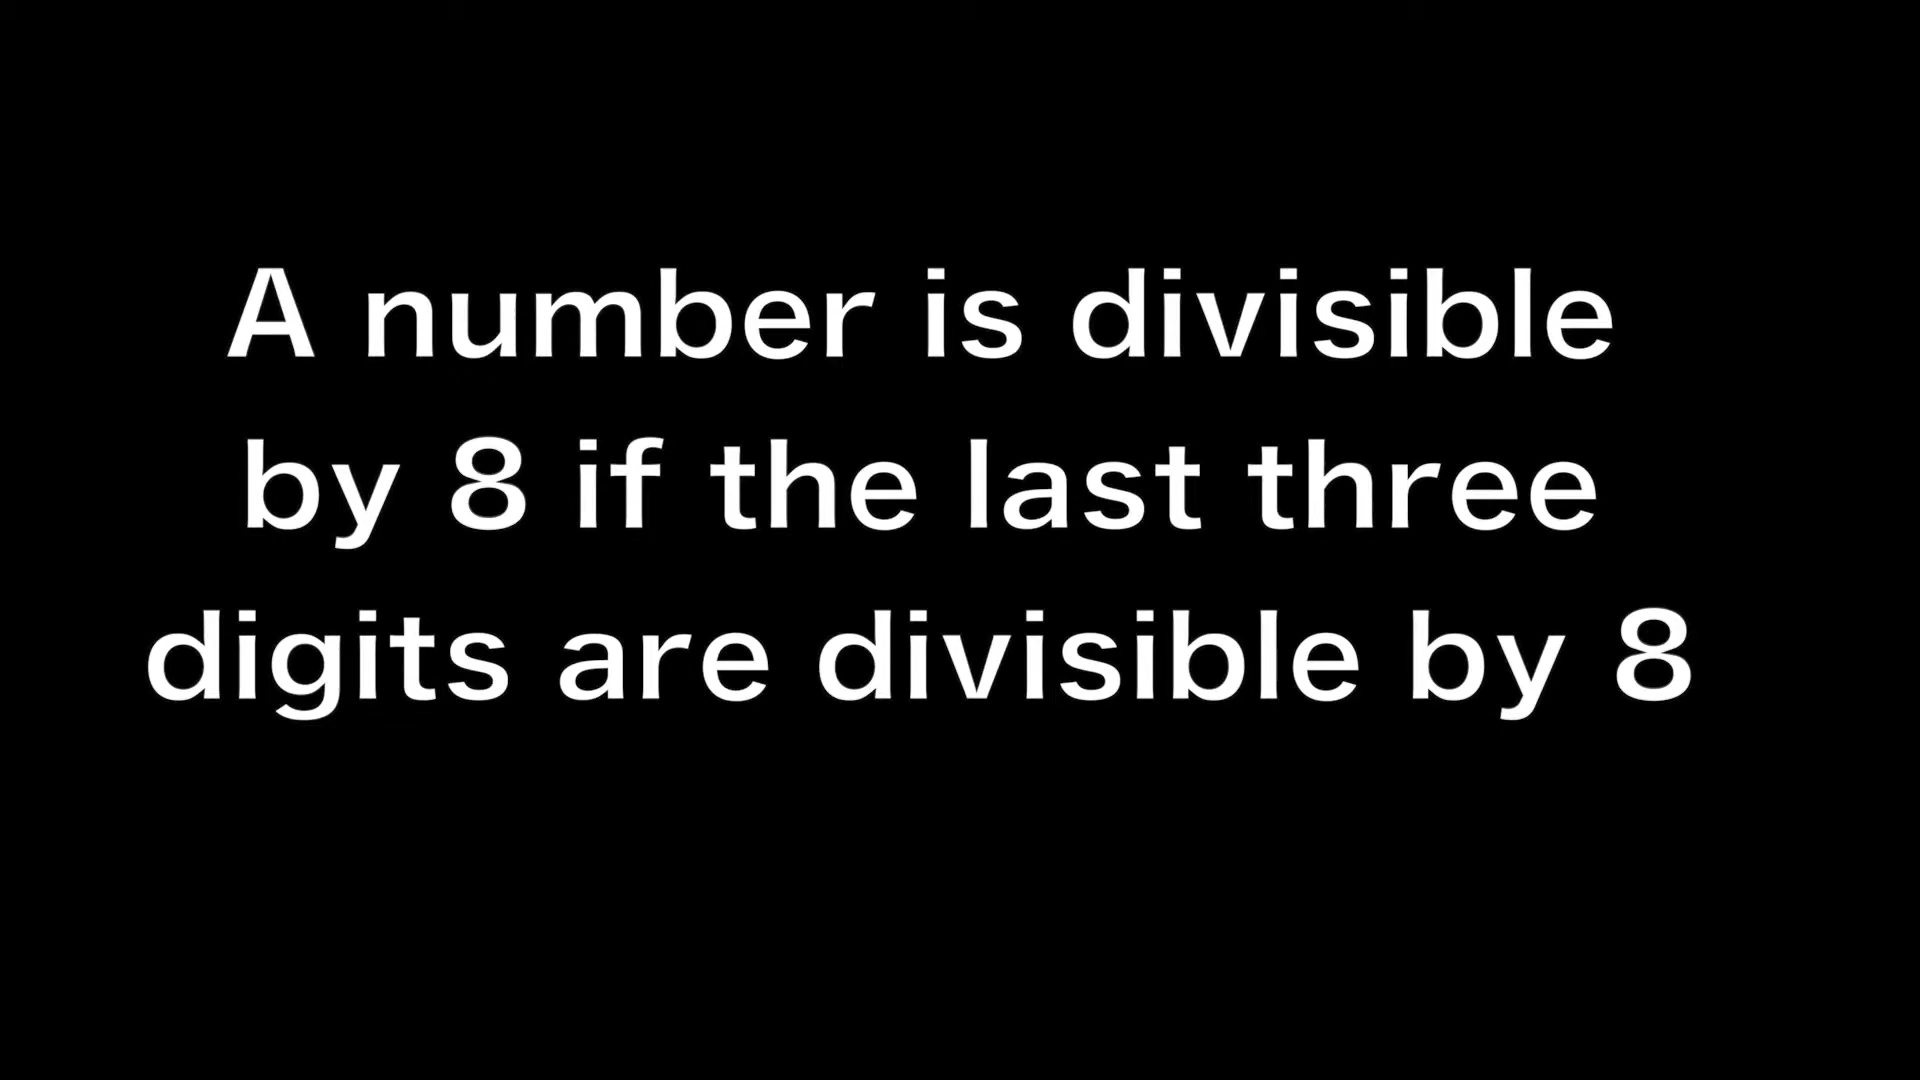 A number is divisible
by 8 if the last three
digits are divisible by 8